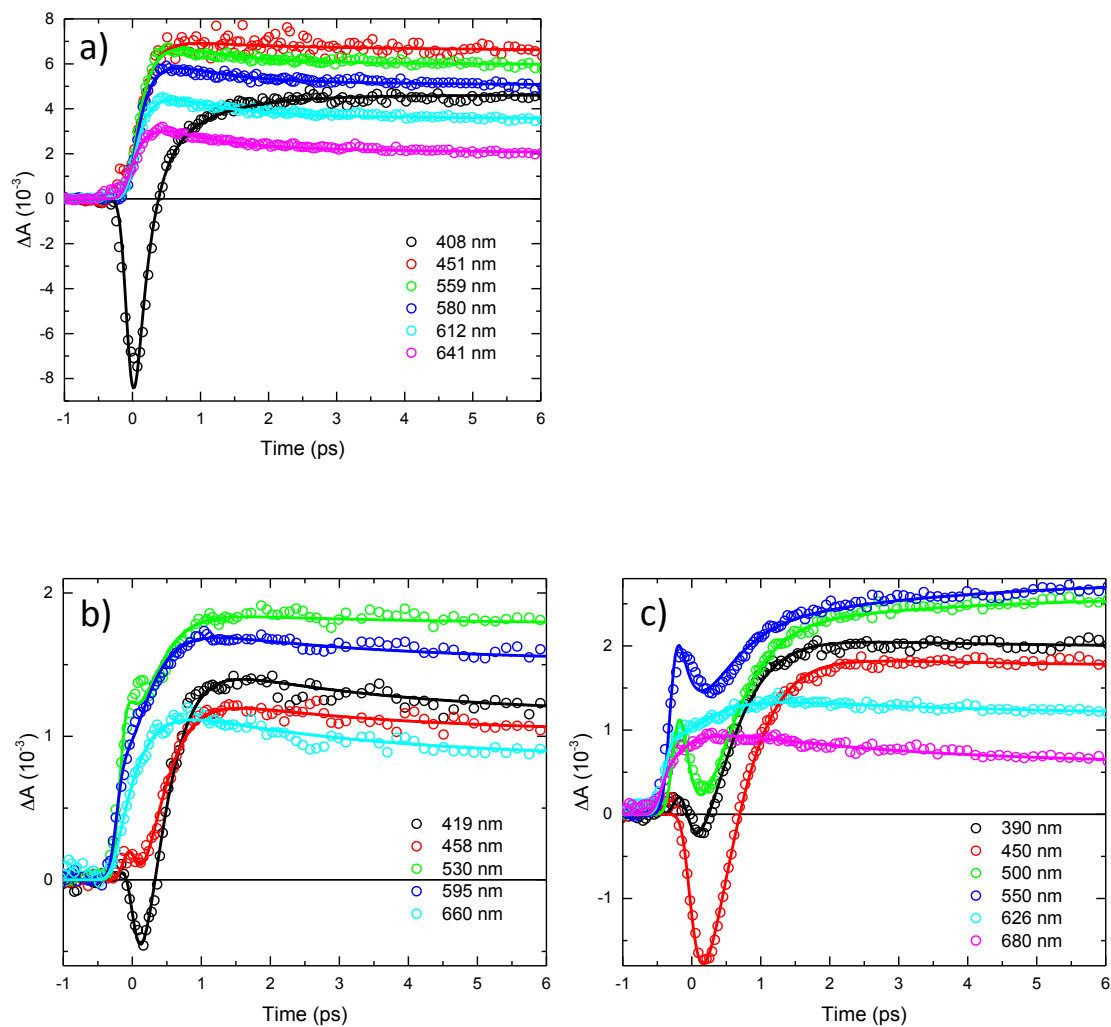 a)
8
6
4
2
0
-2
-4
-6
-8
ΔA (10⁻³)
408 nm
451 nm
559 nm
580 nm
612 nm
641 nm
-1 0 1 2 3 4 5 6
Time (ps)
b)
2
1
0
ΔA (10⁻³)
419 nm
458 nm
530 nm
595 nm
660 nm
-1 0 1 2 3 4 5 6
Time (ps)
c)
2
1
0
-1
ΔA (10⁻³)
390 nm
450 nm
500 nm
550 nm
626 nm
680 nm
-1 0 1 2 3 4 5 6
Time (ps)